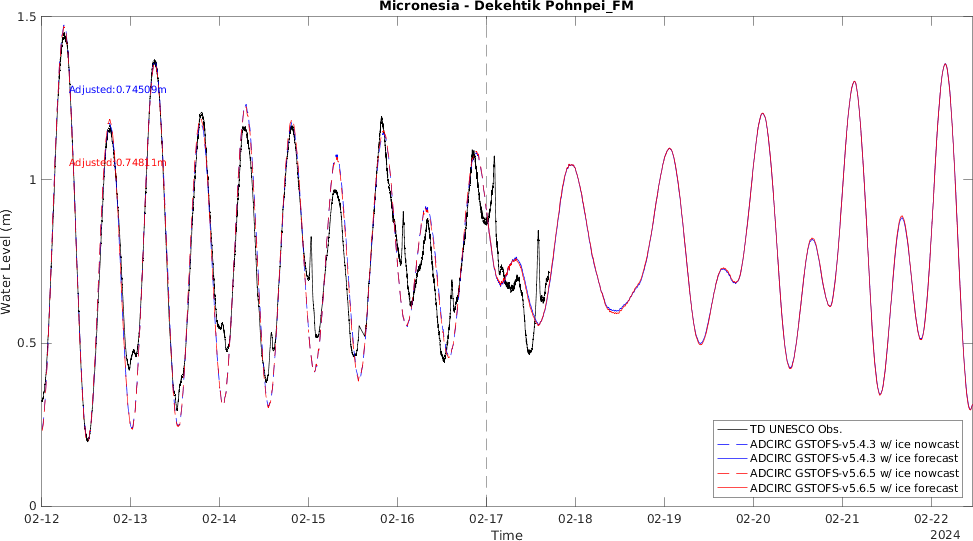 Micronesia - Dekehtik Pohnpei_FM
1.5
Adjusted:0.74509m
Adjusted:0.74811m
1
0.5
0
Water Level (m)
TD UNESCO Obs.
ADCIRC GSTOFS-v5.4.3 w/ ice nowcast
ADCIRC GSTOFS-v5.4.3 w/ ice forecast
ADCIRC GSTOFS-v5.6.5 w/ ice nowcast
ADCIRC GSTOFS-v5.6.5 w/ ice forecast
02-12 02-13 02-14 02-15 02-16 02-17 02-18 02-19 02-20 02-21 02-22
Time
2024